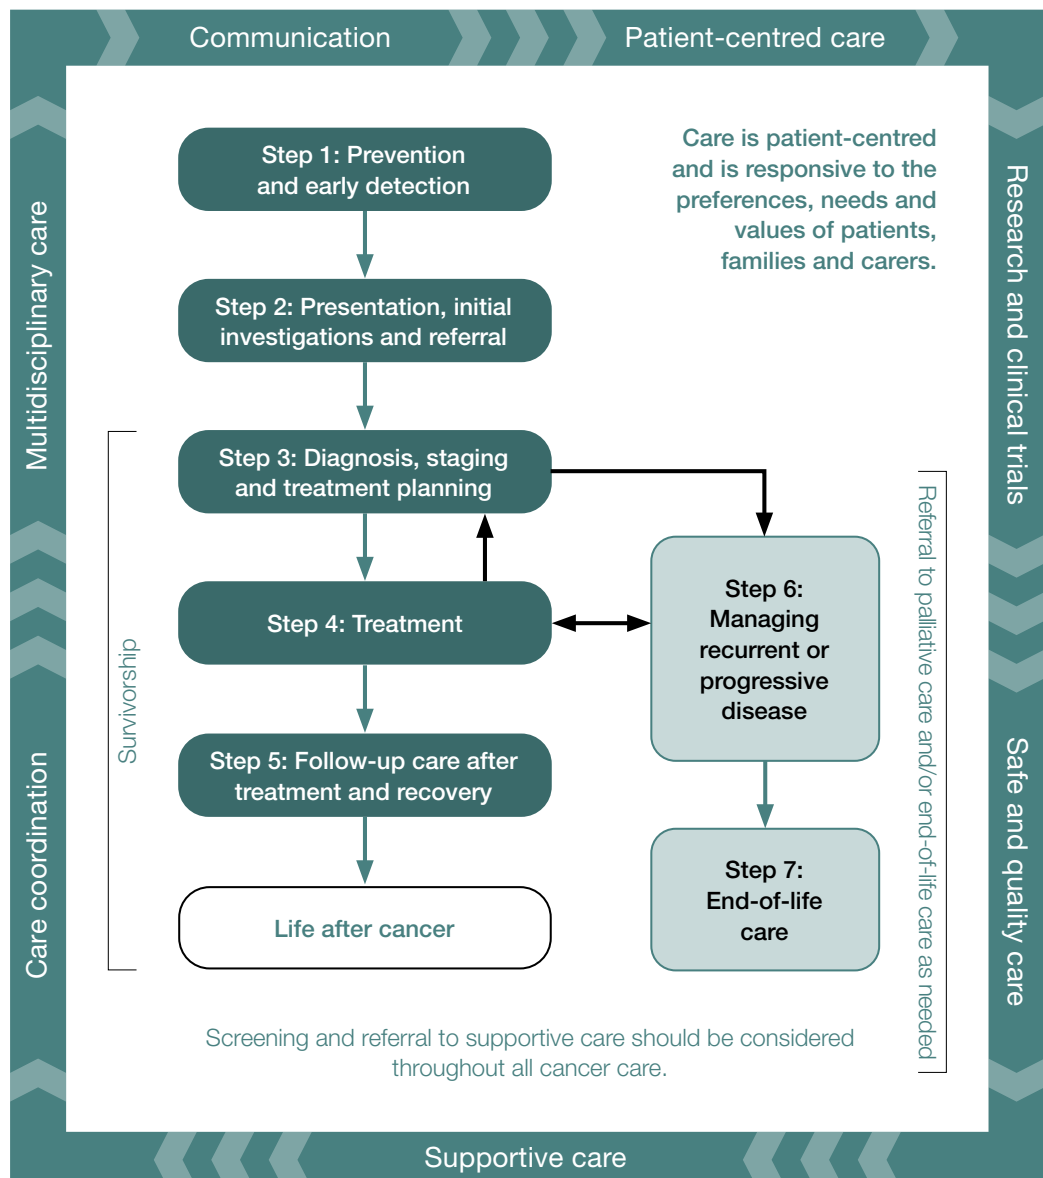 Communication
Patient-centred care
Multidisciplinary care
Care coordination
Research and clinical trials
Safe and quality care
Supportive care
Care is patient-centred
and is responsive to the
preferences, needs and
values of patients,
families and carers.
Step 1: Prevention
and early detection
Step 2: Presentation, initial
investigations and referral
Step 3: Diagnosis, staging
and treatment planning
Step 4: Treatment
Step 5: Follow-up care after
treatment and recovery
Life after cancer
Survivorship
Step 6:
Managing
recurrent or
progressive
disease
Step 7:
End-of-life
care
Referral to palliative care and/or end-of-life care as needed
Screening and referral to supportive care should be considered
throughout all cancer care.